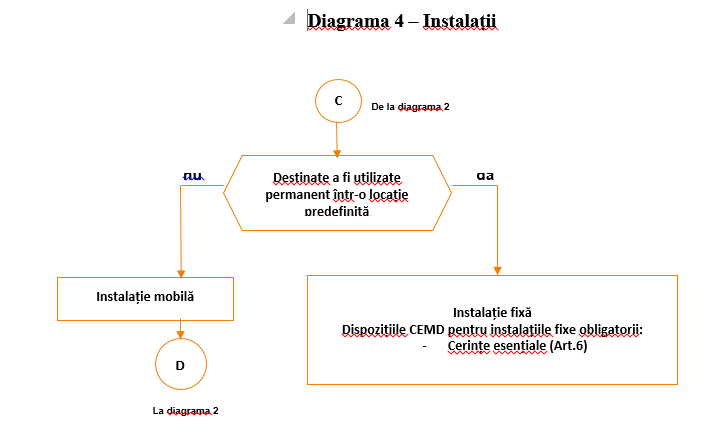 Diagrama 4 – Instalații
C
De la diagrama 2
nu
da
Destinate a fi utilizate
permanent într-o locație
predefinită
Instalație mobilă
Instalație fixă
Dispozițiile CEMD pentru instalațiile fixe obligatorii:
- Cerințe esențiale (Art.6)
D
La diagrama 2